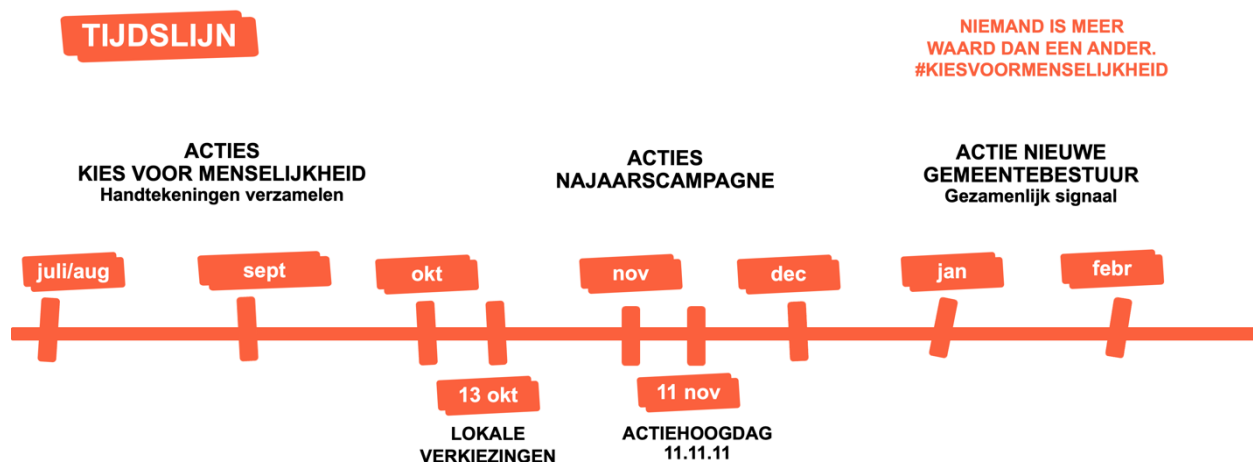 TIJDSLIJN
NIEMAND IS MEER
WAARD DAN EEN ANDER.
#KIESVOORMENSELIJKHEID
ACTIES
KIES VOOR MENSELIJKHEID
Handtekeningen verzamelen
ACTIES
NAJAARSCAMPAGNE
ACTIE NIEUWE
GEMEENTEBESTUUR
Gezamenlijk signaal
juli/aug
sept
okt
nov
dec
jan
febr
13 okt
LOKALE
VERKIEZINGEN
11 nov
ACTIEHOOGDAG
11.11.11